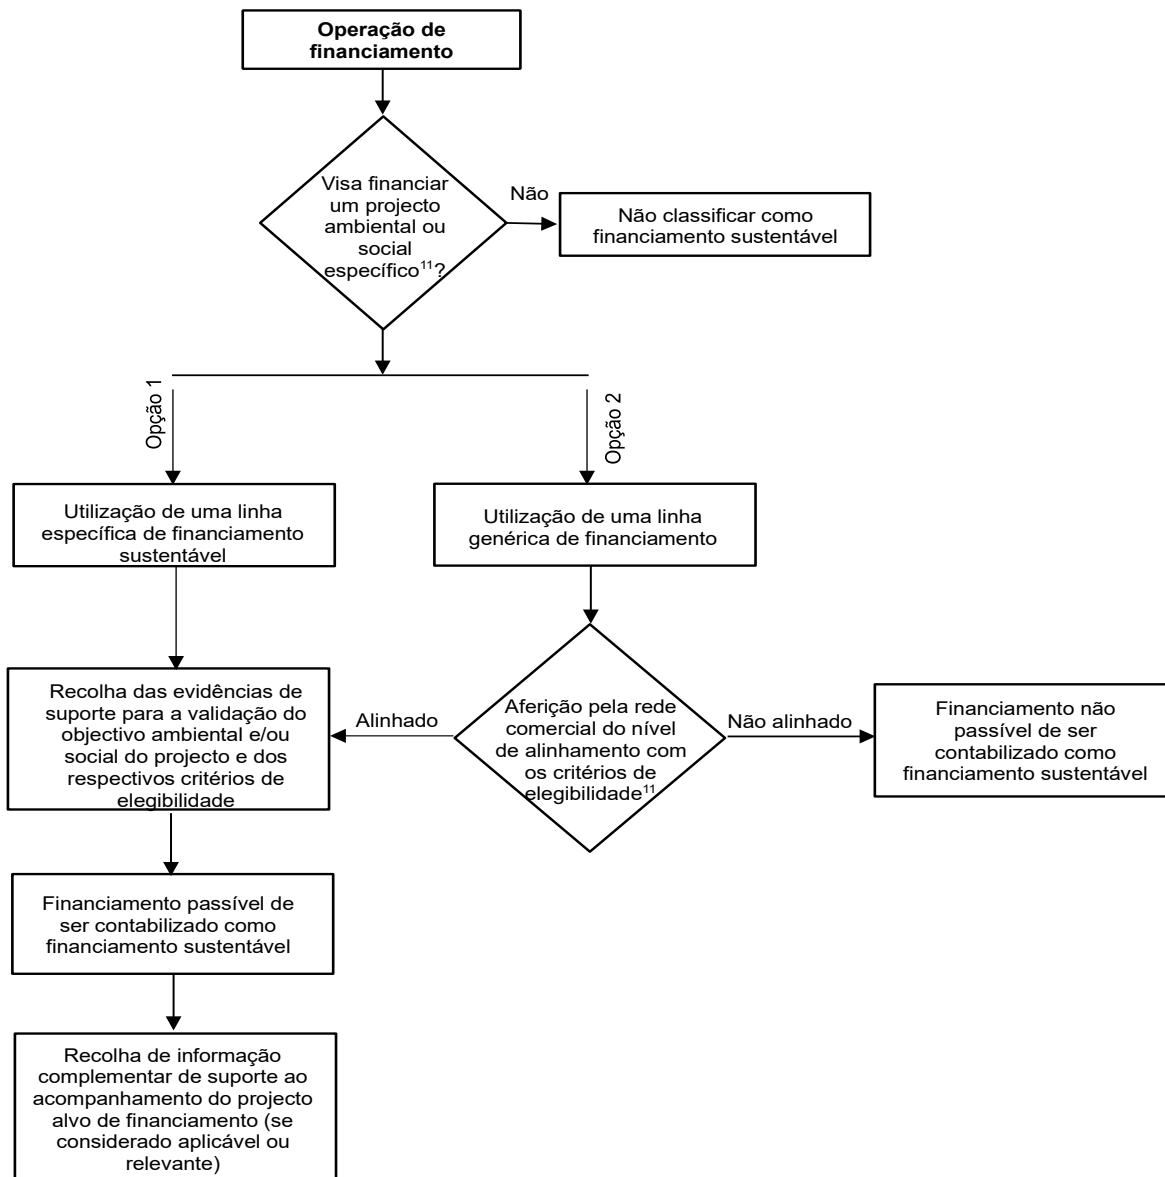 Operação de
financiamento
Visa financiar
um projecto
ambiental ou
social
específico¹¹?
Não
Não classificar como
financiamento sustentável
Opção 1
Opção 2
Utilização de uma linha
específica de financiamento
sustentável
Utilização de uma linha
genérica de financiamento
Recolha das evidências de
suporte para a validação do
objectivo ambiental e/ou
social do projecto e dos
respectivos critérios de
elegibilidade
Alinhado
Aferição pela rede
comercial do nível
de alinhamento com
os critérios de
elegibilidade¹¹
Não alinhado
Financiamento não
passível de ser
contabilizado como
financiamento sustentável
Financiamento passível de
ser contabilizado como
financiamento sustentável
Recolha de informação
complementar de suporte ao
acompanhamento do projecto
alvo de financiamento (se
considerado aplicável ou
relevante)